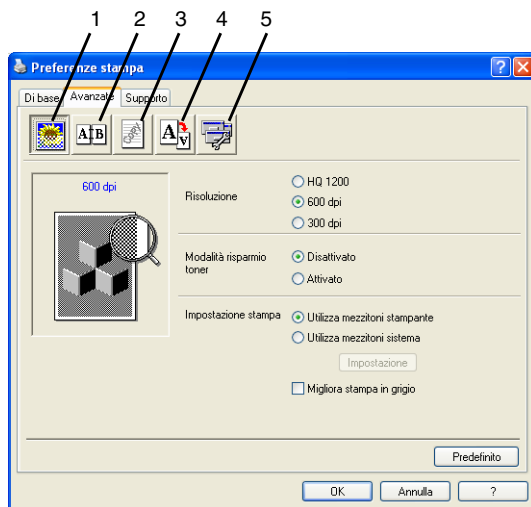 1 2 3 4 5
Preferenze stampa
Di base Avanzate Supporto
A B copy A A
600 dpi
Risoluzione
HQ 1200
600 dpi
300 dpi
Modalità risparmio
toner
Disattivato
Attivato
Impostazione stampa
Utilizza mezzitoni stampante
Utilizza mezzitoni sistema
Impostazione
Migliora stampa in grigio
Predefinito
OK Annulla ?